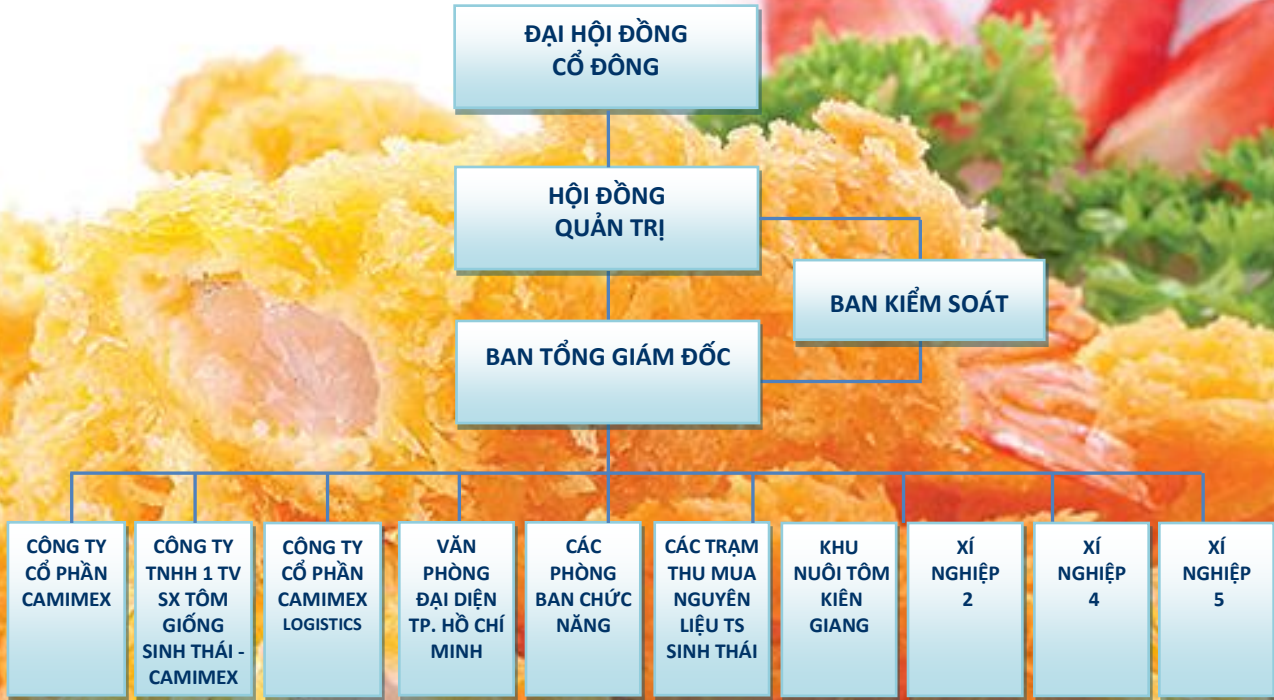 ĐẠI HỘI ĐỒNG
CỔ ĐÔNG
HỘI ĐỒNG
QUẢN TRỊ
BAN KIỂM SOÁT
BAN TỔNG GIÁM ĐỐC
CÔNG TY
CỔ PHẦN
CAMIMEX
CÔNG TY
TNHH 1 TV
SX TÔM
GIỐNG
SINH THÁI -
CAMIMEX
CÔNG TY
CỔ PHẦN
CAMIMEX
LOGISTICS
VĂN
PHÒNG
ĐẠI DIỆN
TP. HỒ CHÍ
MINH
CÁC
PHÒNG
BAN CHỨC
NĂNG
CÁC TRẠM
THU MUA
NGUYÊN
LIỆU TS
SINH THÁI
KHU
NUÔI TÔM
KIÊN
GIANG
XÍ
NGHIỆP
2
XÍ
NGHIỆP
4
XÍ
NGHIỆP
5